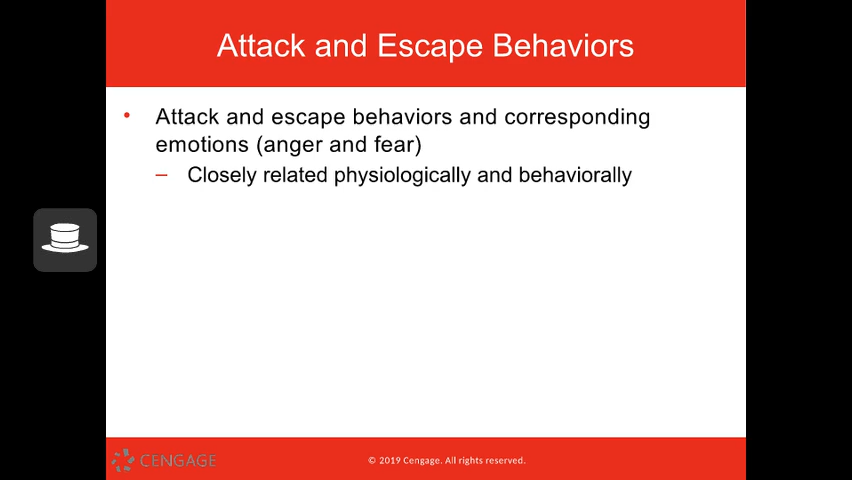 Attack and Escape Behaviors
• Attack and escape behaviors and corresponding
emotions (anger and fear)
– Closely related physiologically and behaviorally
CENGAGE
© 2019 Cengage. All rights reserved.